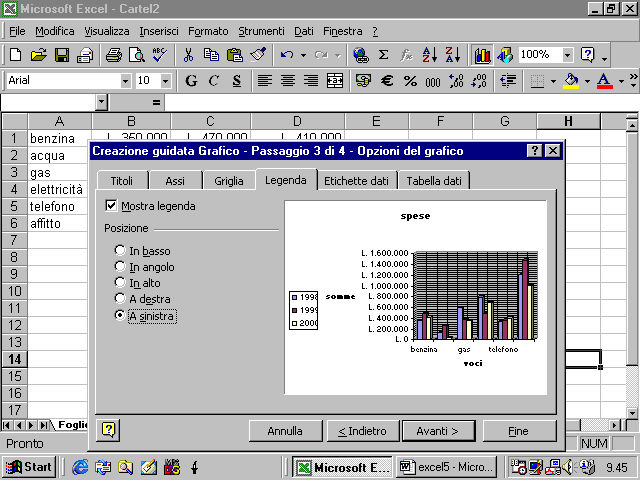 Microsoft Excel - Cartel2
File Modifica Visualizza Inserisci Formato Strumenti Dati Finestra ?
100%
Arial 10 G C S € % 000
=
A B C D E F G H
1 benzina L. 360.000 L. 470.000 L. 410.000
2 acqua
3 gas
4 elettricità
5 telefono
6 affitto
7
8
9
10
11
12
13
14
15
16
17
Creazione guidata Grafico - Passaggio 3 di 4 - Opzioni del grafico
Titoli Assi Griglia Legenda Etichette dati Tabella dati
Mostra legenda
Posizione
In basso
In angolo
In alto
A destra
A sinistra
spese
L. 1.600.000
L. 1.400.000
L. 1.200.000
L. 1.000.000
L. 800.000
L. 600.000
L. 400.000
L. 200.000
L. 0
1998
1999
2000
somme
benzina gas telefono
voci
Annulla < Indietro Avanti > Fine
Foglio
Pronto NUM
Start Microsoft E... excel5 - Micro... 9.45